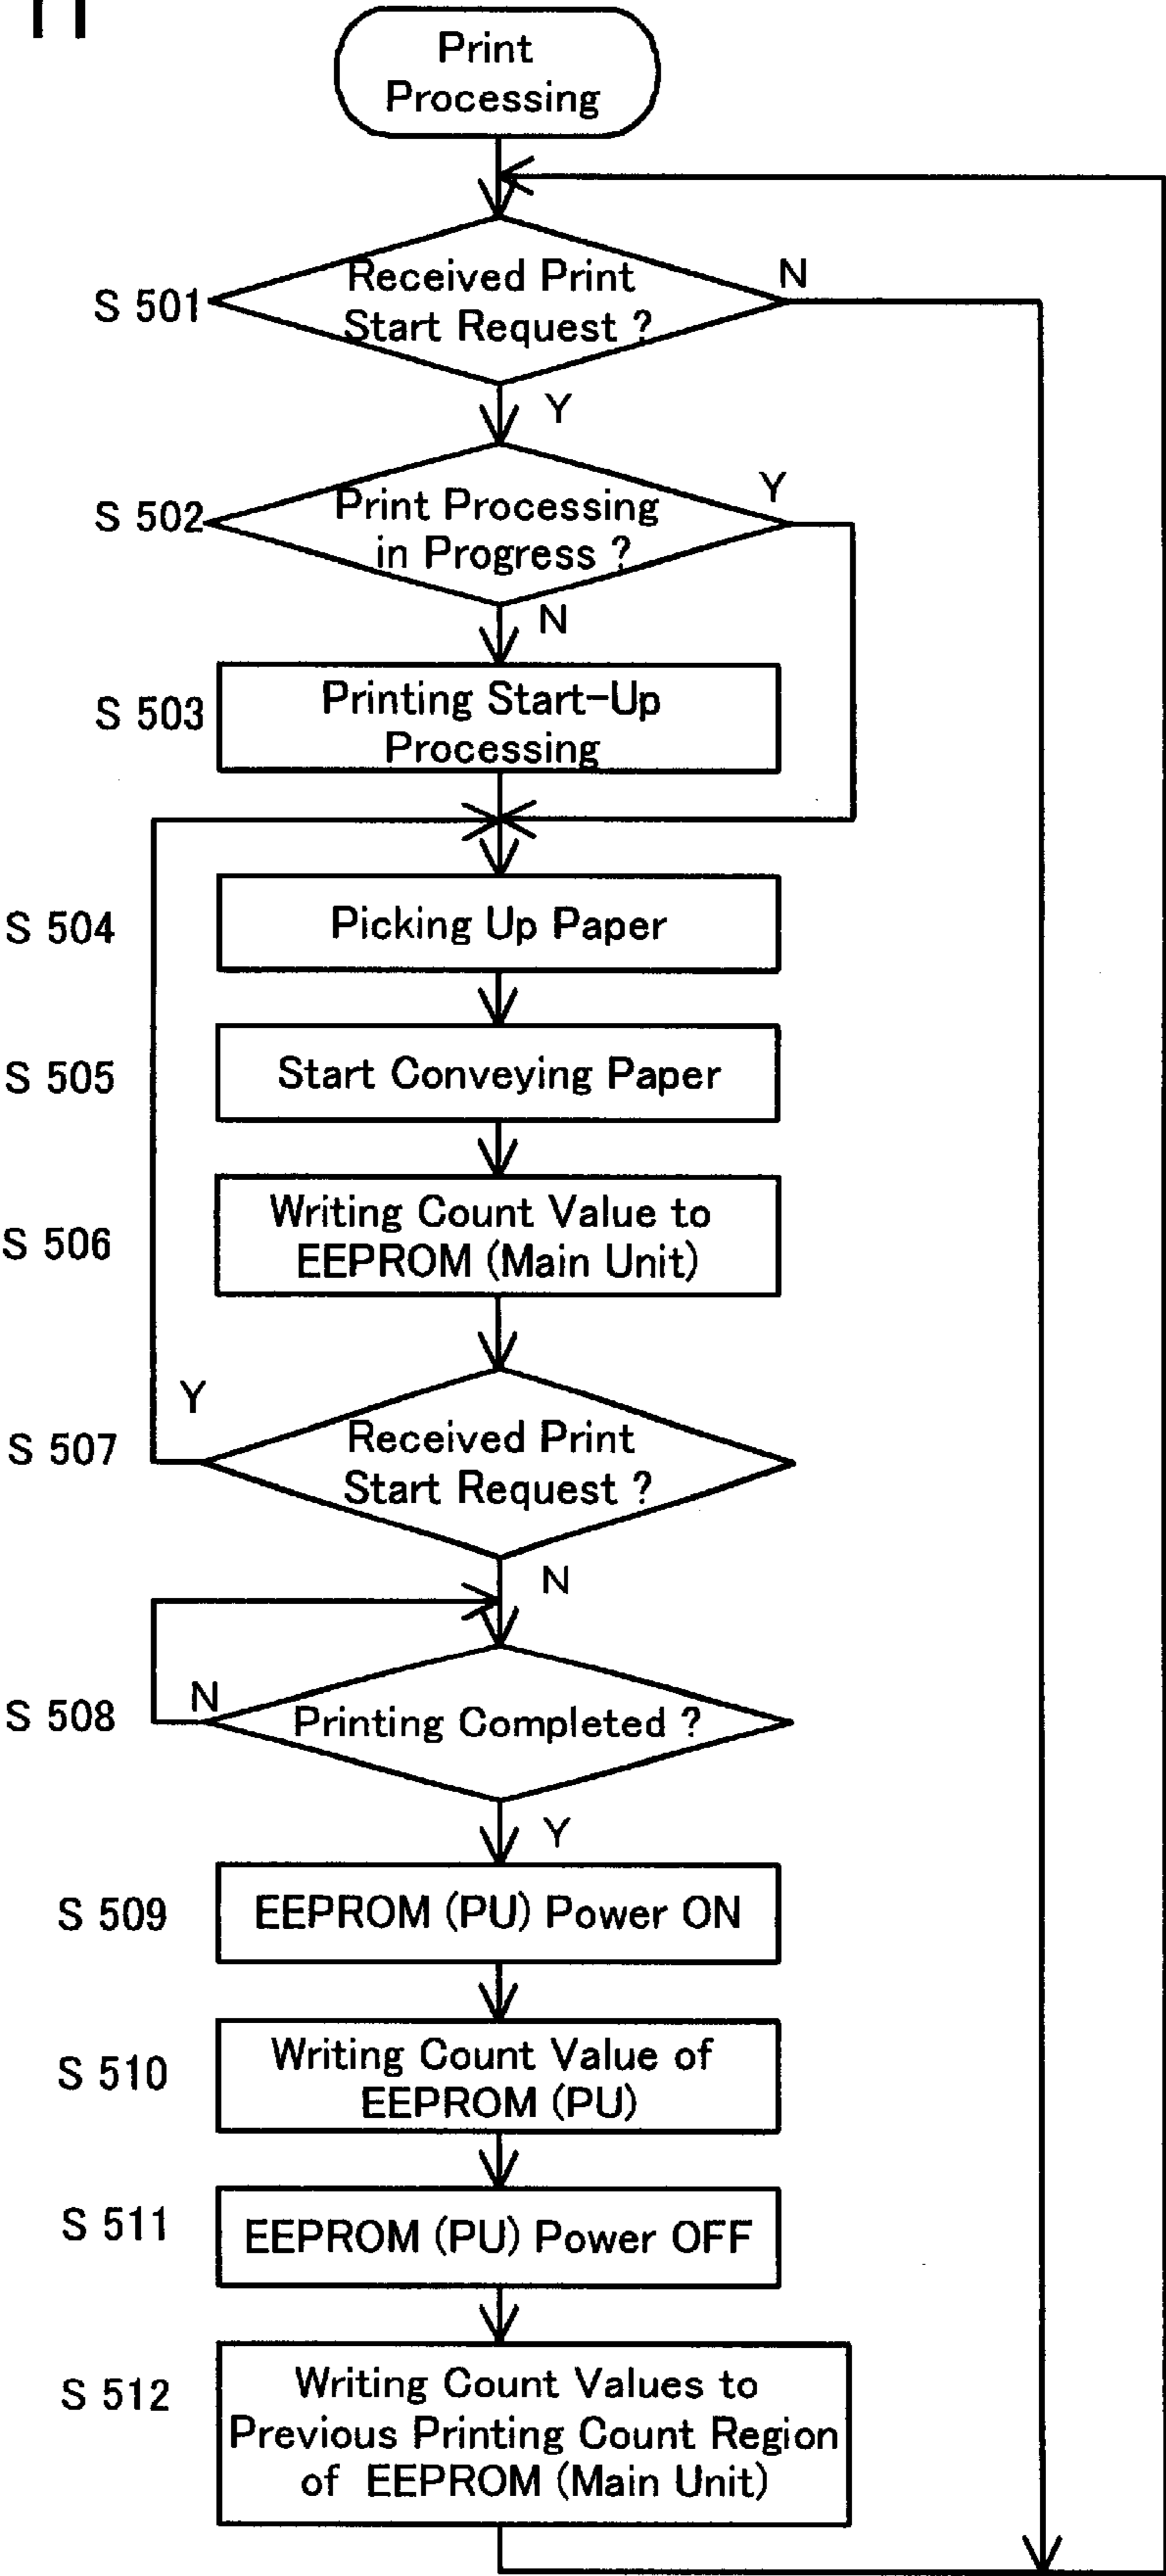 Print
Processing
S 501
Received Print
Start Request ?
N
Y
S 502
Print Processing
in Progress ?
Y
N
S 503
Printing Start-Up
Processing
S 504
Picking Up Paper
S 505
Start Conveying Paper
S 506
Writing Count Value to
EEPROM (Main Unit)
Y
S 507
Received Print
Start Request ?
N
N
S 508
Printing Completed ?
Y
S 509
EEPROM (PU) Power ON
S 510
Writing Count Value of
EEPROM (PU)
S 511
EEPROM (PU) Power OFF
S 512
Writing Count Values to
Previous Printing Count Region
of EEPROM (Main Unit)